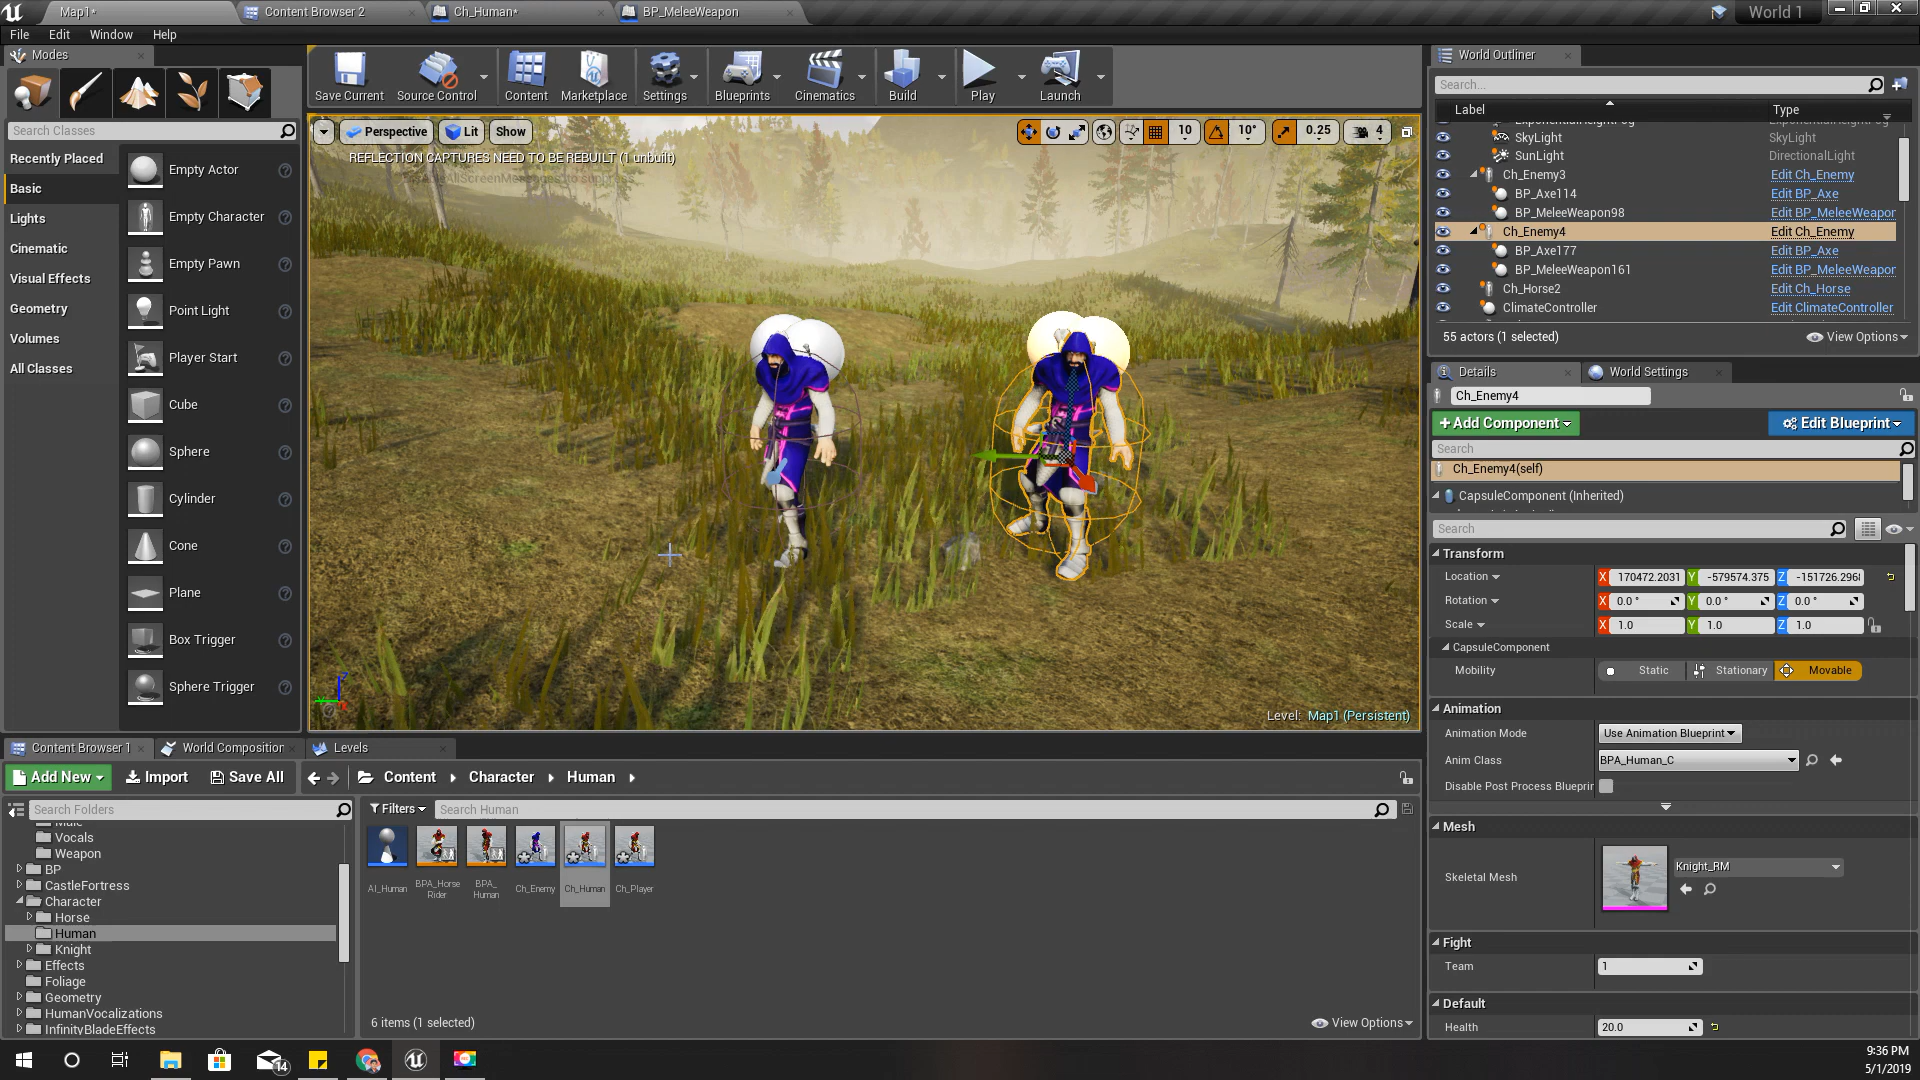 Map1*
Content Browser 2
Ch_Human*
BP_MeleeWeapon
World 1
File
Edit
Window
Help
Modes
Search Classes
Recently Placed
Basic
Lights
Cinematic
Visual Effects
Geometry
Volumes
All Classes
Empty Actor
Empty Character
Empty Pawn
Point Light
Player Start
Cube
Sphere
Cylinder
Cone
Plane
Box Trigger
Sphere Trigger
Save Current
Source Control
Content
Marketplace
Settings
Blueprints
Cinematics
Build
Play
Launch
Perspective
Lit
Show
10
10°
0.25
4
REFLECTION CAPTURES NEED TO BE REBUILT (1 unbuilt)
Level: Map1 (Persistent)
World Outliner
Search...
Label
Type
SkyLight
SkyLight
SunLight
DirectionalLight
Ch_Enemy3
Edit Ch_Enemy
BP_Axe114
Edit BP_Axe
BP_MeleeWeapon98
Edit BP_MeleeWeapor
Ch_Enemy4
Edit Ch_Enemy
BP_Axe177
Edit BP_Axe
BP_MeleeWeapon161
Edit BP_MeleeWeapor
Ch_Horse2
Edit Ch_Horse
ClimateController
Edit ClimateController
55 actors (1 selected)
View Options
Details
World Settings
Ch_Enemy4
+Add Component
Edit Blueprint
Search
Ch_Enemy4(self)
CapsuleComponent (Inherited)
Search
Transform
Location
X 170472.2031
Y -579574.375
Z -151726.296
Rotation
X 0.0 °
Y 0.0 °
Z 0.0 °
Scale
X 1.0
Y 1.0
Z 1.0
CapsuleComponent
Mobility
Static
Stationary
Movable
Animation
Animation Mode
Use Animation Blueprint
Anim Class
BPA_Human_C
Disable Post Process Blueprin
Mesh
Skeletal Mesh
Knight_RM
Fight
Team
1
Default
Health
20.0
Content Browser 1
World Composition
Levels
Add New
Import
Save All
Content
Character
Human
Search Folders
Filters
Search Human
Male
Vocals
Weapon
BP
CastleFortress
Character
Horse
Human
Knight
Effects
Foliage
Geometry
HumanVocalizations
InfinityBladeEffects
AI_Human
BPA_Horse
Rider
BPA_
Human
Ch_Enemy
Ch_Human
Ch_Player
6 items (1 selected)
View Options
14
9:36 PM
5/1/2019